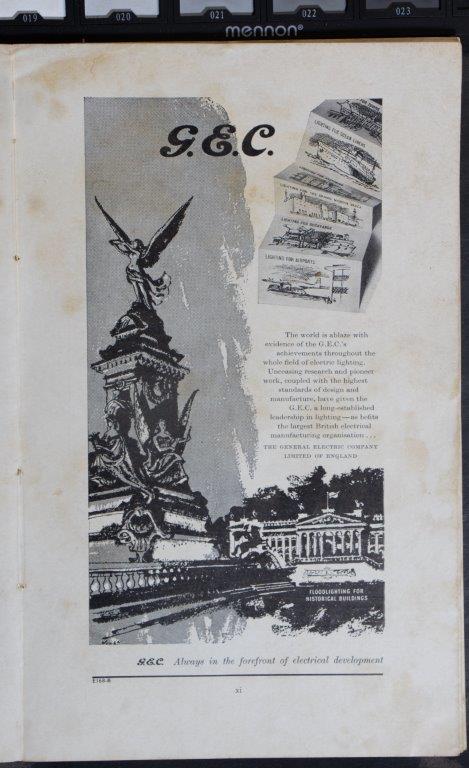 019
020
021
022
023
mennon®
G.E.C.
LIGHTING FOR OCEAN LINERS
LIGHTING FOR DOCKYARDS
LIGHTING FOR AIRPORTS
The world is ablaze with
evidence of the G.E.C.'s
achievements throughout the
whole field of electric lighting.
Unceasing research and pioneer
work, coupled with the highest
standards of design and
manufacture, have given the
G.E.C. a long-established
leadership in lighting—as befits
the largest British electrical
manufacturing organisation...
THE GENERAL ELECTRIC COMPANY
LIMITED OF ENGLAND
FLOODLIGHTING FOR
HISTORICAL BUILDINGS
G.E.C. Always in the forefront of electrical development
xi